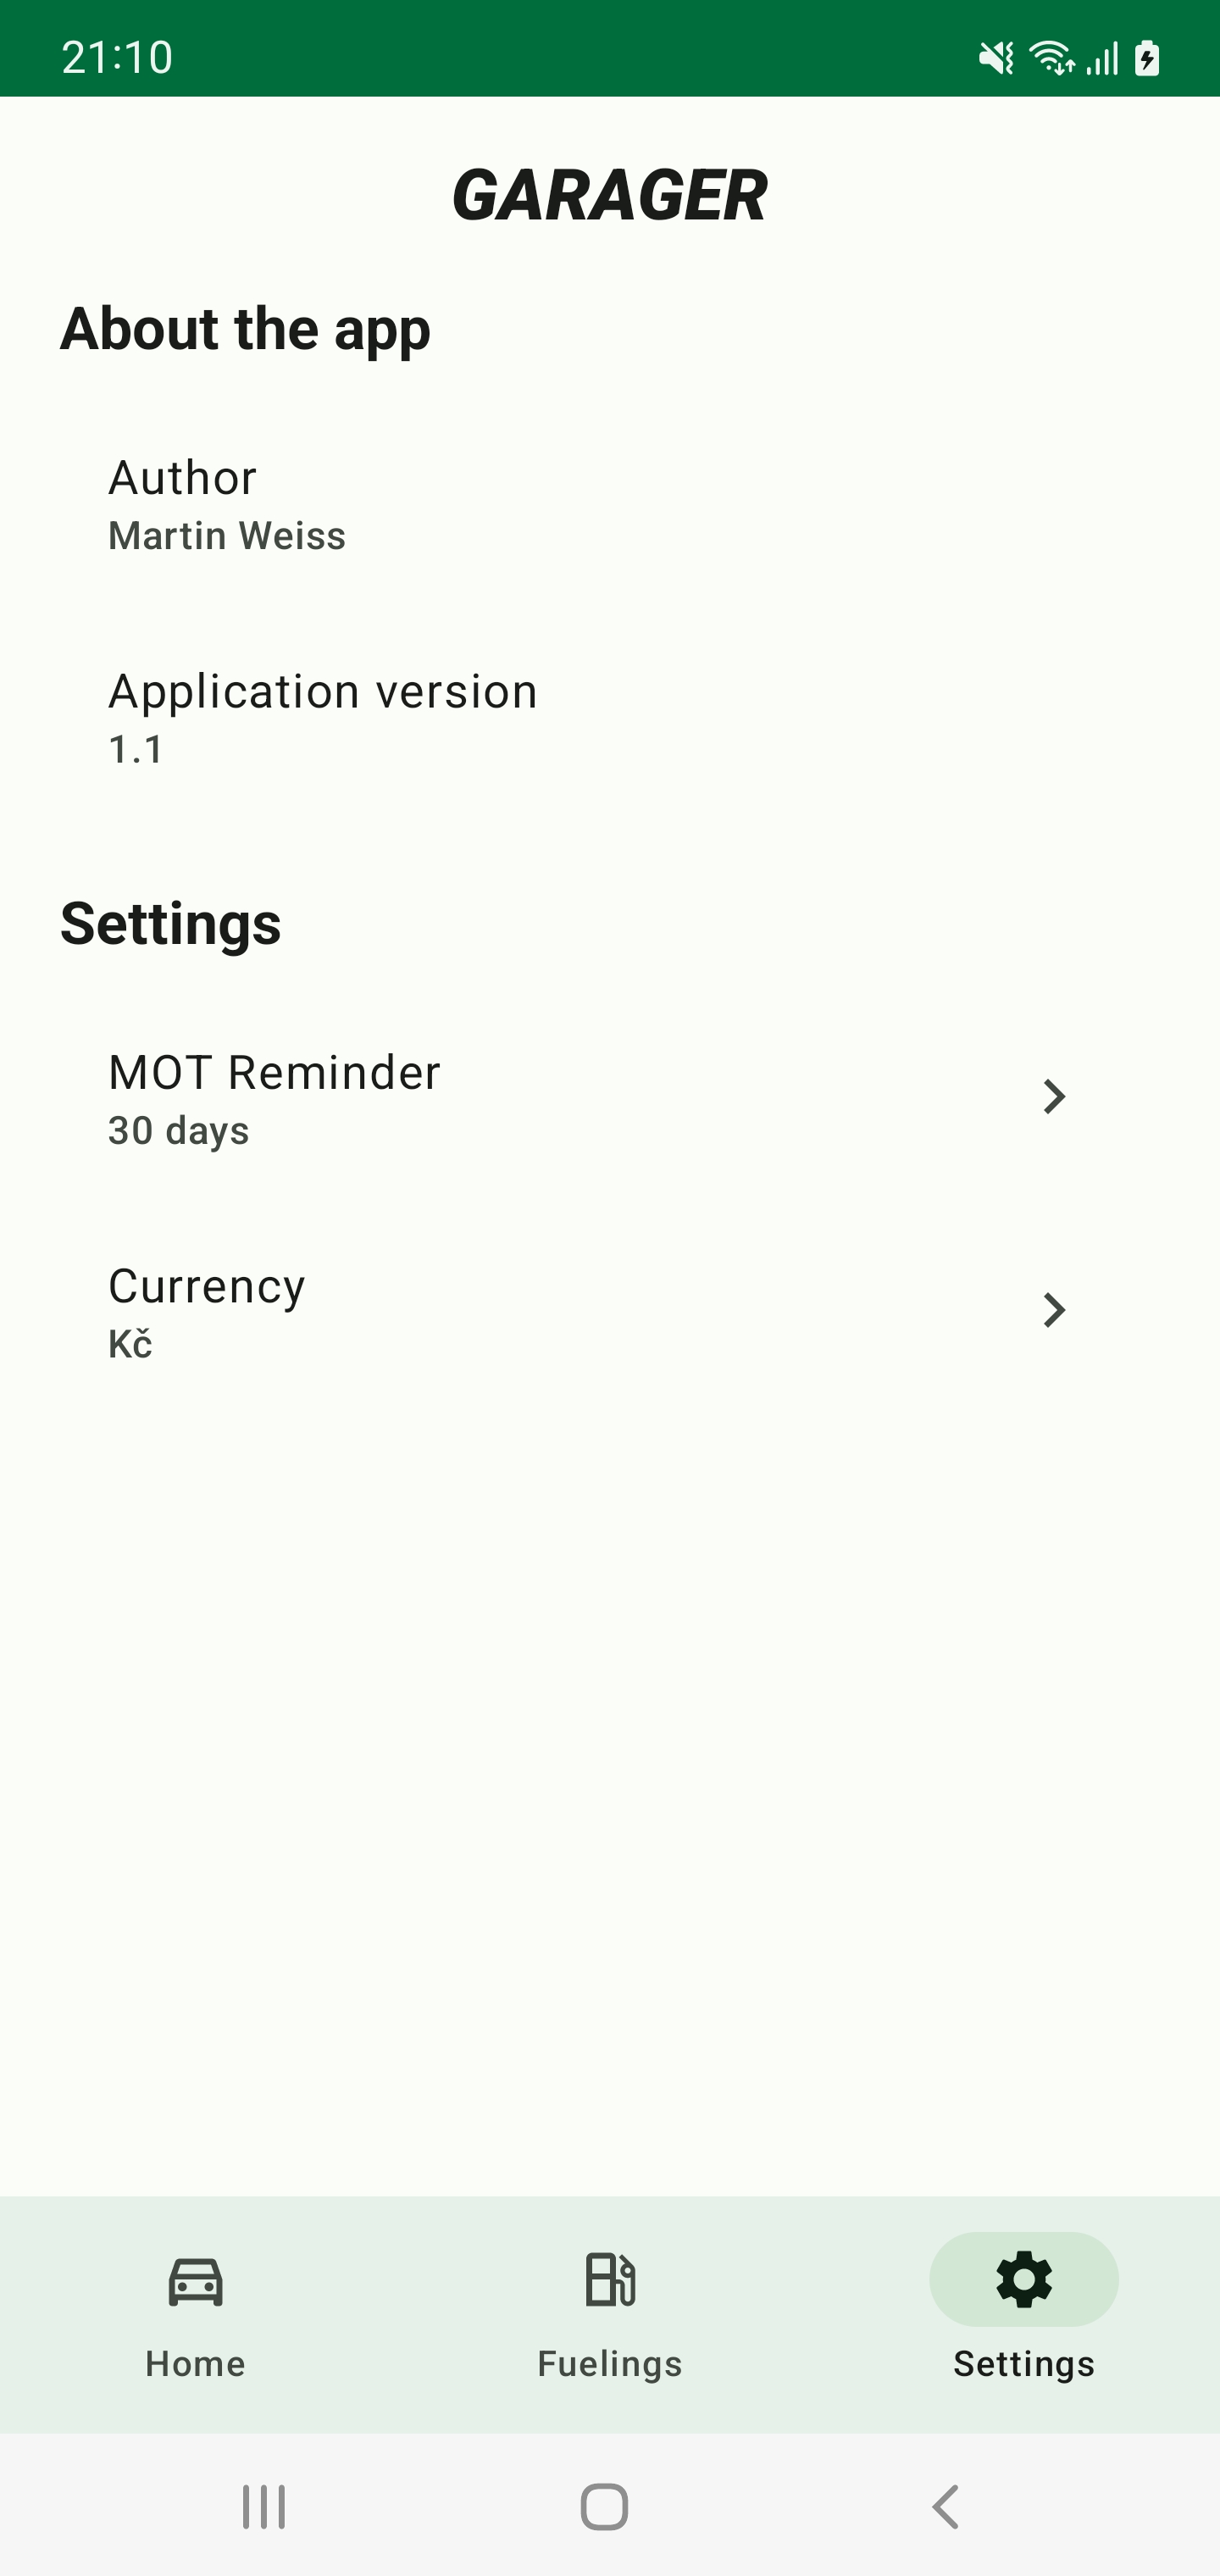 21:10
GARAGER
About the app
Author
Martin Weiss
Application version
1.1
Settings
MOT Reminder
30 days
Currency
Kč
Home
Fuelings
Settings